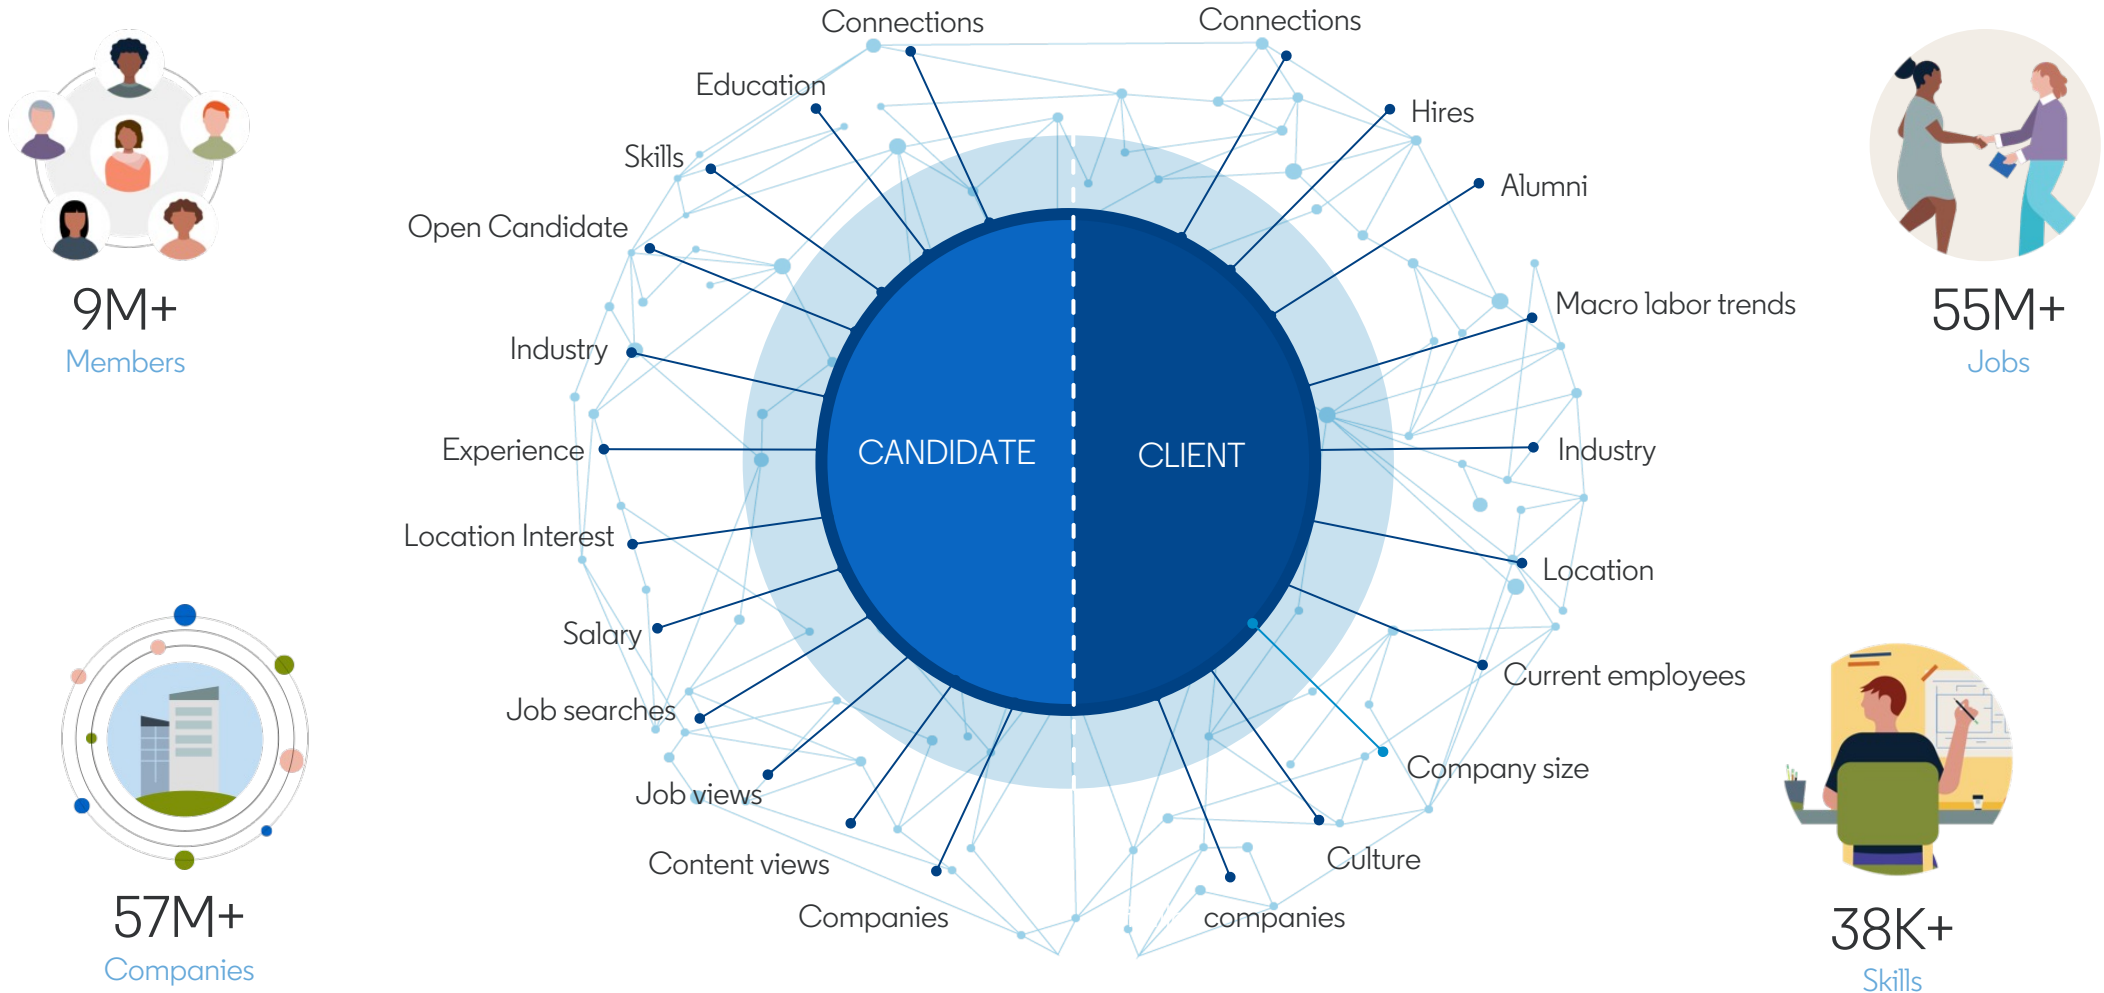 Connections
Education
Skills
Open Candidate
Industry
Experience
Location Interest
Salary
Job searches
Job views
Content views
Companies
CANDIDATE
CLIENT
Connections
Hires
Alumni
Macro labor trends
Industry
Location
Current employees
Company size
Culture
companies
9M+
Members
57M+
Companies
55M+
Jobs
38K+
Skills